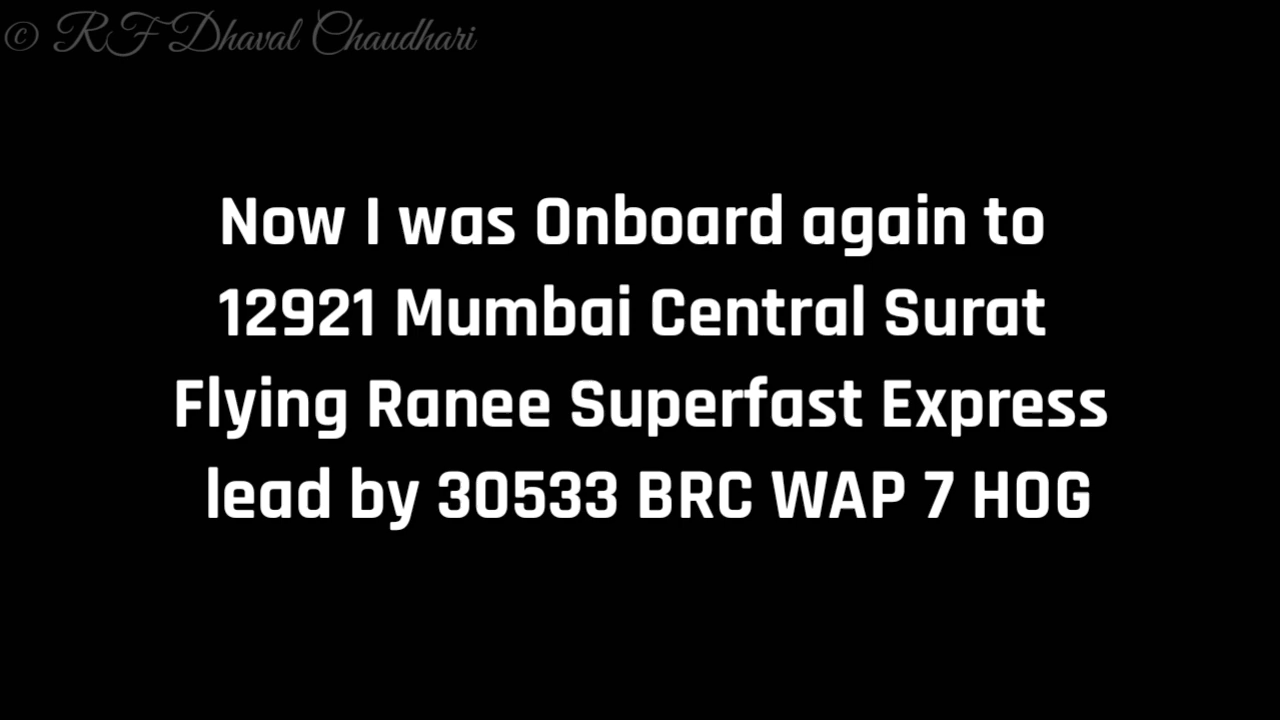 © RF Dhaval Chaudhari
Now I was Onboard again to
12921 Mumbai Central Surat
Flying Ranee Superfast Express
lead by 30533 BRC WAP 7 HOG